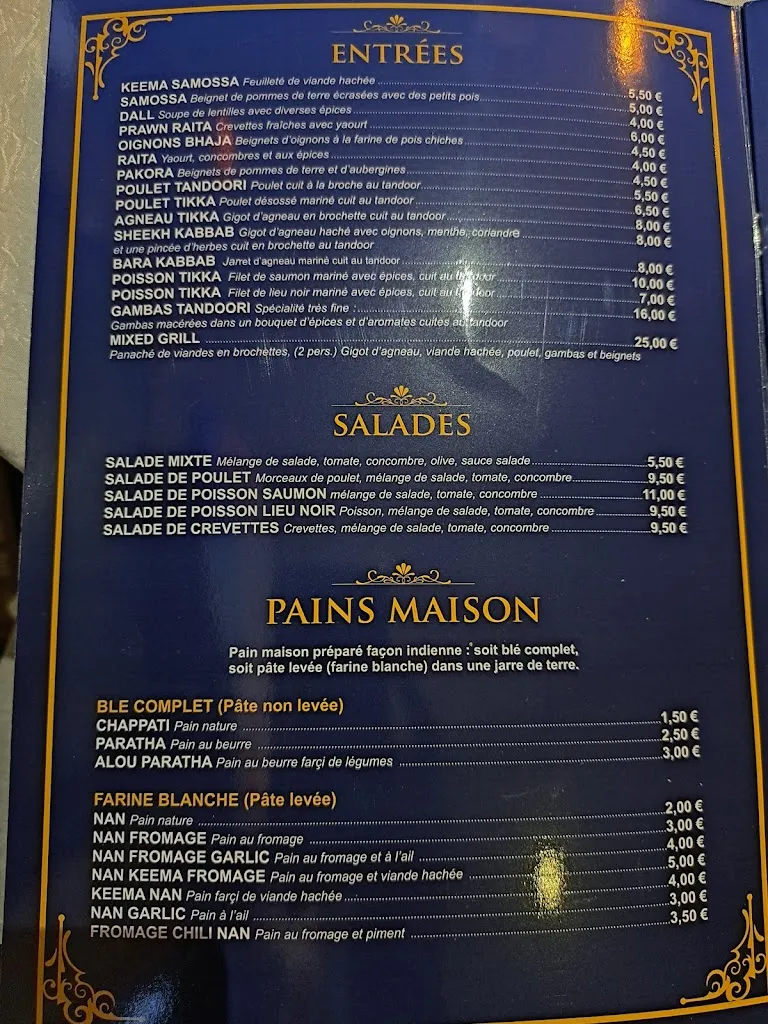 ENTRÉES
KEEMA SAMOSSA Feuilleté de viande hachée 5,50 €
SAMOSSA Beignet de pommes de terre écrasées avec des petits pois 5,00 €
DALL Soupe de lentilles avec diverses épices 4,00 €
PRAWN RAITA Crevettes fraîches avec yaourt 6,00 €
OIGNONS BHAJA Beignets d'oignons à la farine de pois chiches 4,50 €
RAITA Yaourt, concombres et aux épices 4,00 €
PAKORA Beignets de pommes de terre et d'aubergines 4,50 €
POULET TANDOORI Poulet cuit à la broche au tandoor 5,50 €
POULET TIKKA Poulet désossé mariné cuit au tandoor 6,50 €
AGNEAU TIKKA Gigot d'agneau en brochette cuit au tandoor 8,00 €
SHEEKH KABBAB Gigot d'agneau haché avec oignons, menthe, coriandre 8,00 €
et une pincée d'herbes cuit en brochette au tandoor
BARA KABBAB Jarret d'agneau mariné cuit au tandoor 8,00 €
POISSON TIKKA Filet de saumon mariné avec épices, cuit au tandoor 10,00 €
POISSON TIKKA Filet de lieu noir mariné avec épices, cuit au tandoor 7,00 €
GAMBAS TANDOORI Spécialité très fine : 16,00 €
Gambas macérées dans un bouquet d'épices et d'aromates cuites au tandoor
MIXED GRILL 25,00 €
Panaché de viandes en brochettes, (2 pers.) Gigot d'agneau, viande hachée, poulet, gambas et beignets
SALADES
SALADE MIXTE Mélange de salade, tomate, concombre, olive, sauce salade 5,50 €
SALADE DE POULET Morceaux de poulet, mélange de salade, tomate, concombre 9,50 €
SALADE DE POISSON SAUMON mélange de salade, tomate, concombre 11,00 €
SALADE DE POISSON LIEU NOIR Poisson, mélange de salade, tomate, concombre 9,50 €
SALADE DE CREVETTES Crevettes, mélange de salade, tomate, concombre 9,50 €
PAINS MAISON
Pain maison préparé façon indienne : soit blé complet,
soit pâte levée (farine blanche) dans une jarre de terre.
BLE COMPLET (Pâte non levée)
CHAPPATI Pain nature 1,50 €
PARATHA Pain au beurre 2,50 €
ALOU PARATHA Pain au beurre farçi de légumes 3,00 €
FARINE BLANCHE (Pâte levée)
NAN Pain nature 2,00 €
NAN FROMAGE Pain au fromage 3,00 €
NAN FROMAGE GARLIC Pain au fromage et à l'ail 4,00 €
NAN KEEMA FROMAGE Pain au fromage et viande hachée 5,00 €
KEEMA NAN Pain farçi de viande hachée 4,00 €
NAN GARLIC Pain à l'ail 3,00 €
FROMAGE CHILI NAN Pain au fromage et piment 3,50 €